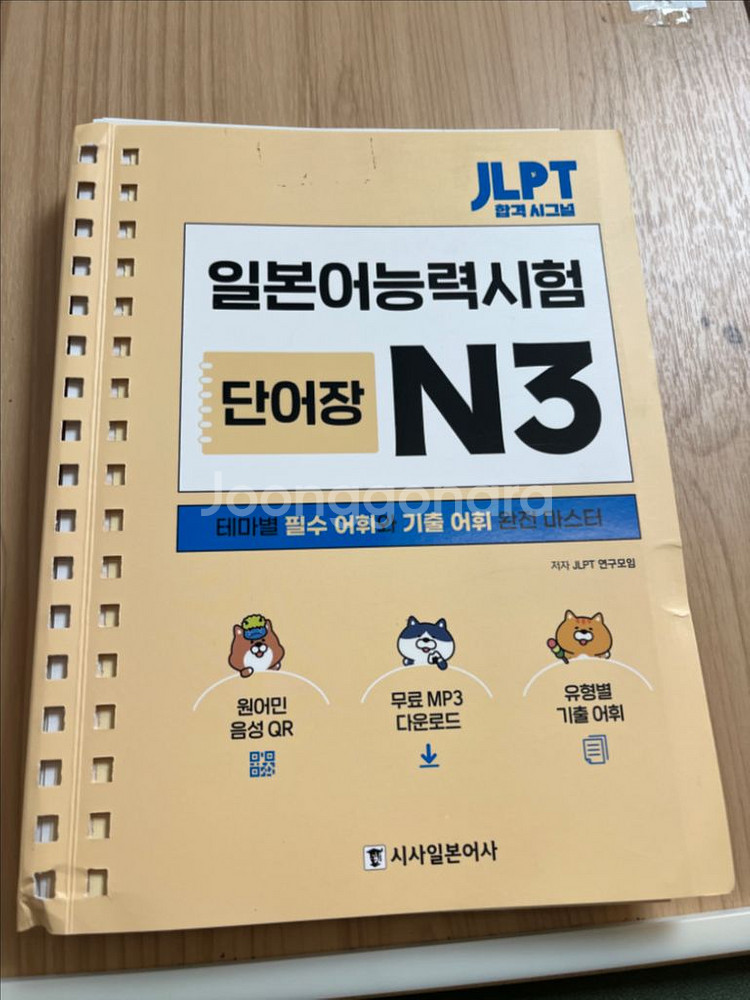 JLPT
합격 시그널
일본어능력시험
단어장 N3
Joonggonara
테마별 필수 어휘와 기출 어휘 완전 마스터
저자 JLPT 연구모임
원어민
음성 QR
무료 MP3
다운로드
유형별
기출 어휘
시사일본어사